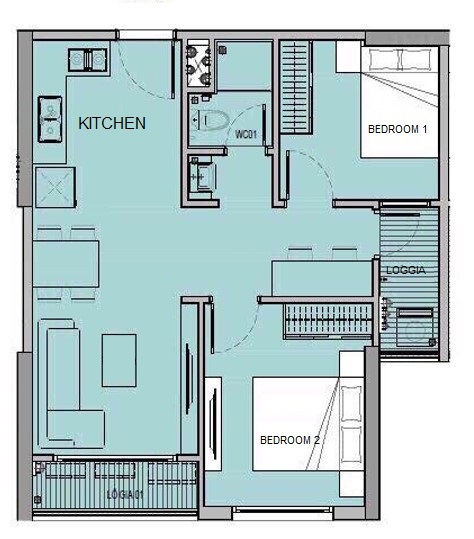 KITCHEN
WC01
BEDROOM 1
LOGGIA
BEDROOM 2
LOGIA 01